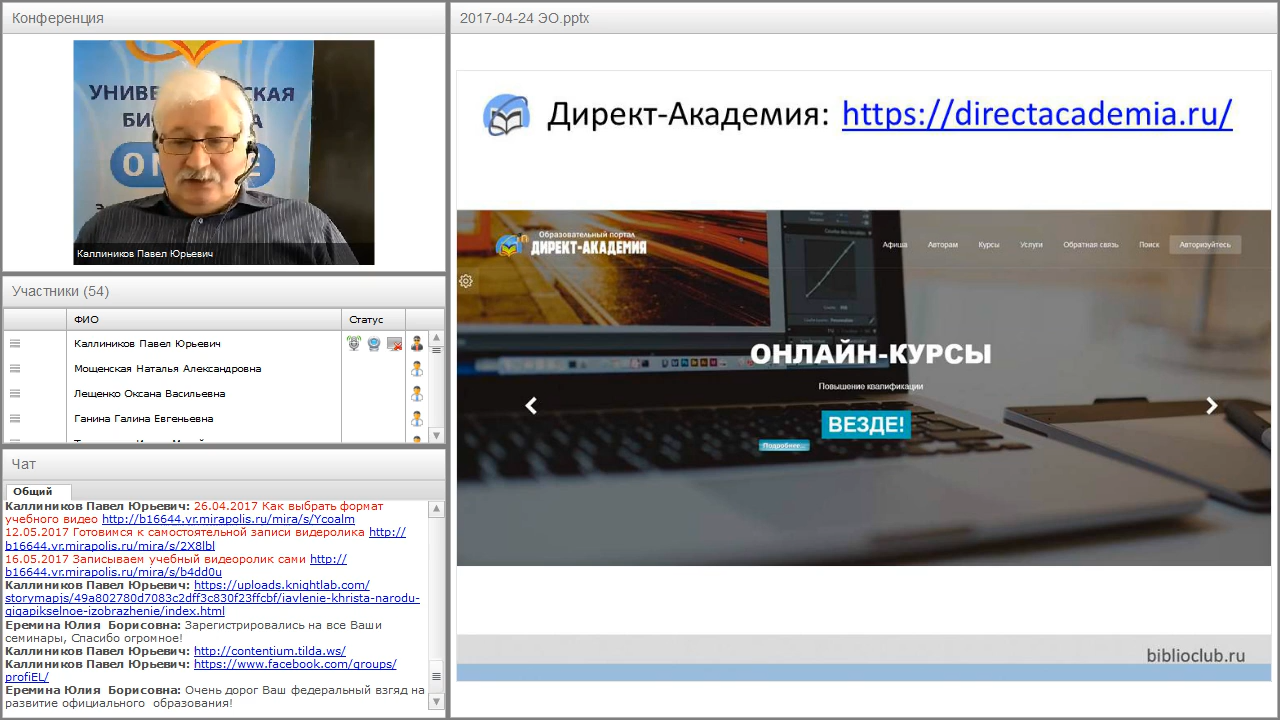 Конференция
УНИВЕ СКАЯ
БИ А
О
Каллиников Павел Юрьевич
Участники (54)
ФИО Статус
Каллиников Павел Юрьевич
Мощенская Наталья Александровна
Лещенко Оксана Васильевна
Ганина Галина Евгеньевна
Чат
Общий
Каллиников Павел Юрьевич: 26.04.2017 Как выбрать формат
учебного видео http://b16644.vr.mirapolis.ru/mira/s/Ycoalm
12.05.2017 Готовимся к самостоятельной записи видеролика http://
b16644.vr.mirapolis.ru/mira/s/2X8lbl
16.05.2017 Записываем учебный видеоролик сами http://
b16644.vr.mirapolis.ru/mira/s/b4dd0u
Каллиников Павел Юрьевич: https://uploads.knightlab.com/
storymapjs/49a802780d7083c2dff3c830f23ffcbf/iavlenie-khrista-narodu-
gigapikselnoe-izobrazhenie/index.html
Еремина Юлия Борисовна: Зарегистрировались на все Ваши
семинары, Спасибо огромное!
Каллиников Павел Юрьевич: http://contentium.tilda.ws/
Каллиников Павел Юрьевич: https://www.facebook.com/groups/
profiEL/
Еремина Юлия Борисовна: Очень дорог Ваш федеральный взгяд на
развитие официального образования!
2017-04-24 ЭО.pptx
Директ-Академия: https://directacademia.ru/
Образовательный портал
ДИРЕКТ-АКАДЕМИЯ
Афиша Авторам Курсы Услуги Обратная связь Поиск Авторизуйтесь
ОНЛАЙН-КУРСЫ
Повышение квалификации
ВЕЗДЕ!
Подробнее...
biblioclub.ru